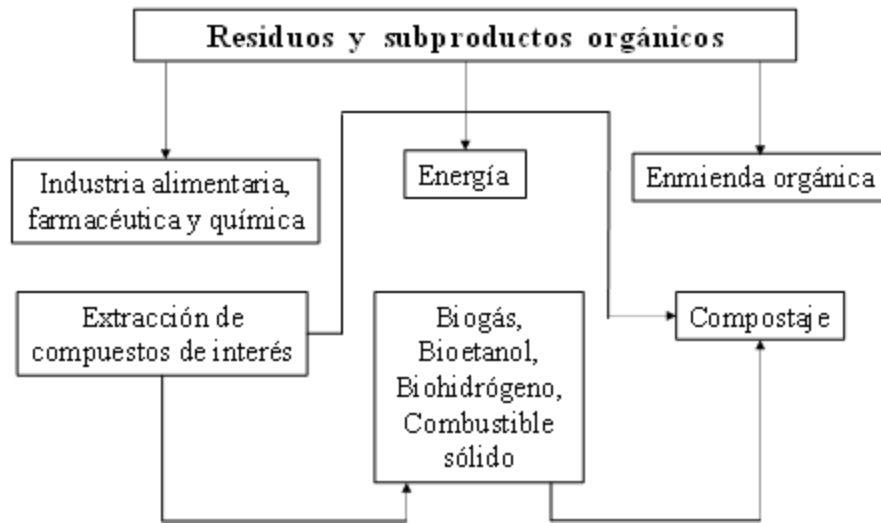 Residuos y subproductos orgánicos
Industria alimentaria,
farmacéutica y química
Energía
Enmienda orgánica
Extracción de
compuestos de interés
Biogás,
Bioetanol,
Biohidrógeno,
Combustible
sólido
Compostaje